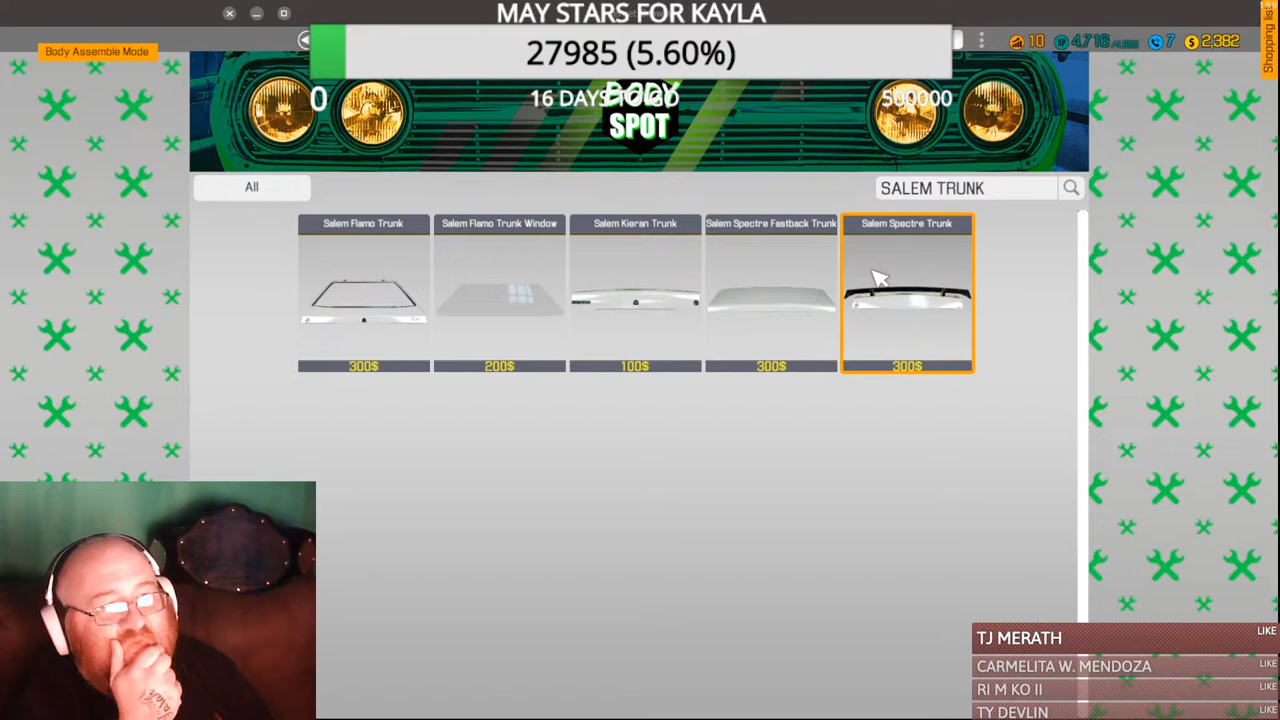 MAY STARS FOR KAYLA
27985 (5.60%)
0
16 DAYS TO GO
500000
Body Assemble Mode
10
4,716
7
2,382
Shopping list
BODY
SPOT
All
SALEM TRUNK
Salem Flamo Trunk
Salem Flamo Trunk Window
Salem Kieran Trunk
Salem Spectre Fastback Trunk
Salem Spectre Trunk
300$
200$
100$
300$
300$
TJ MERATH LIKE
CARMELITA W. MENDOZA LIKE
RI M KO II LIKE
TY DEVLIN LIKE